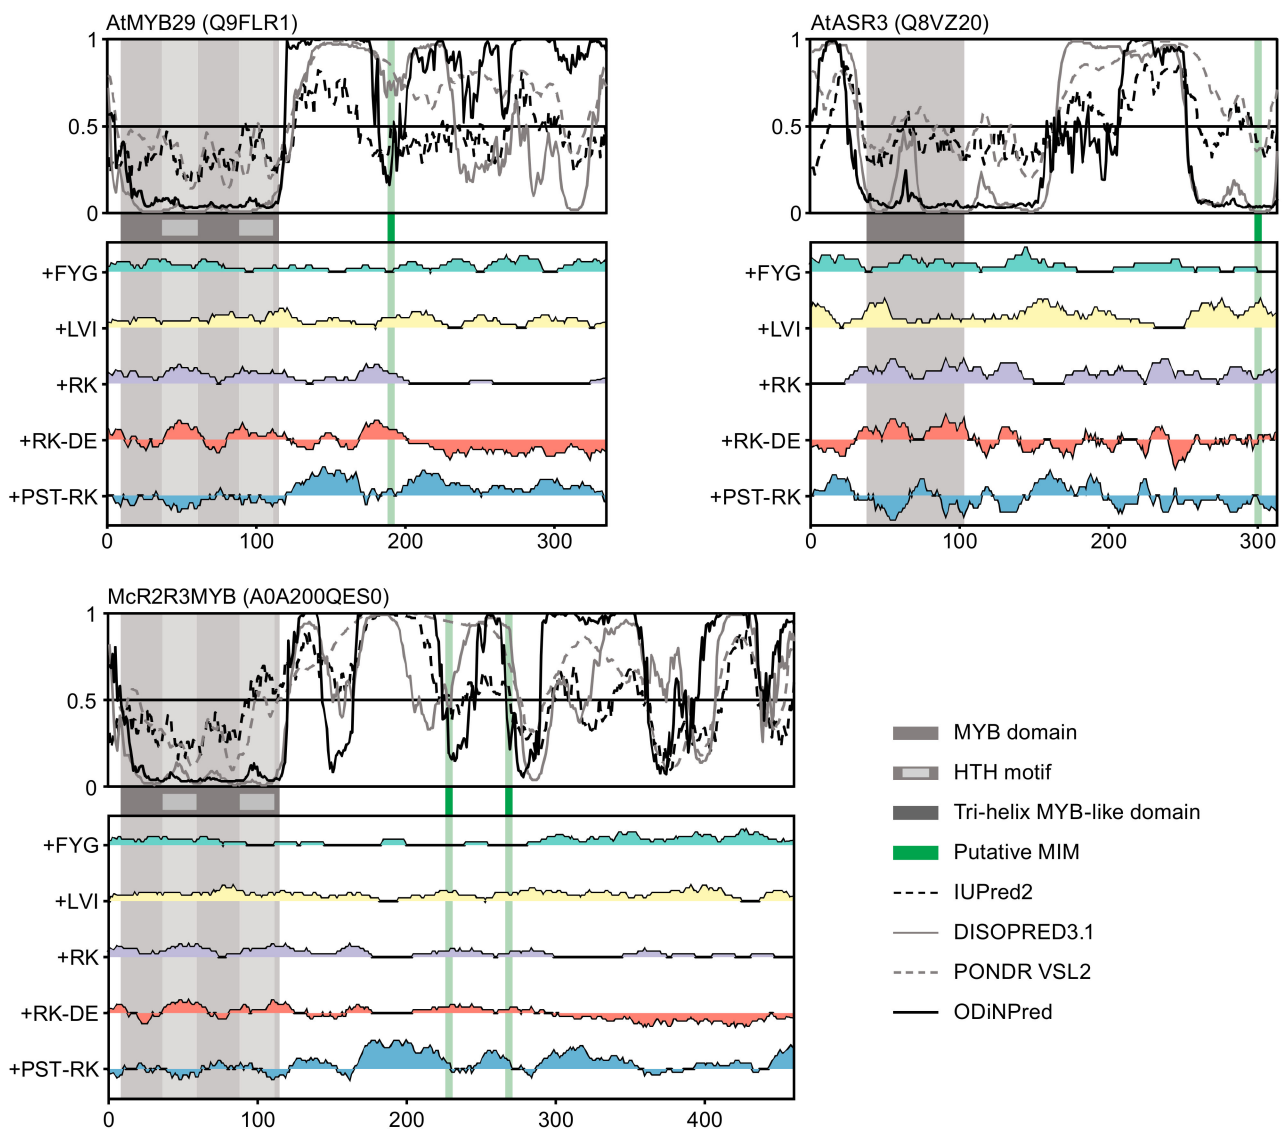 AtMYB29 (Q9FLR1)
1
0.5
0
+FYG
+LVI
+RK
+RK-DE
+PST-RK
0 100 200 300
AtASR3 (Q8VZ20)
1
0.5
0
+FYG
+LVI
+RK
+RK-DE
+PST-RK
0 100 200 300
McR2R3MYB (A0A200QES0)
1
0.5
0
+FYG
+LVI
+RK
+RK-DE
+PST-RK
0 100 200 300 400
MYB domain
HTH motif
Tri-helix MYB-like domain
Putative MIM
IUPred2
DISOPRED3.1
PONDR VSL2
ODiNPred